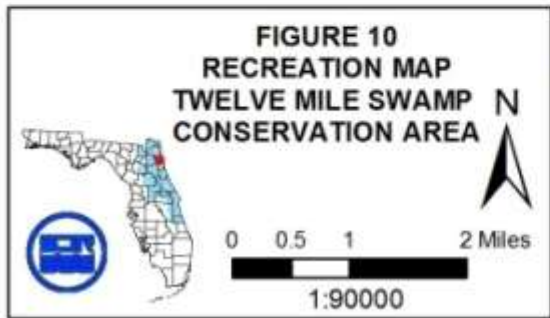 FIGURE 10
RECREATION MAP
TWELVE MILE SWAMP
CONSERVATION AREA
N
0 0.5 1 2 Miles
1:90000